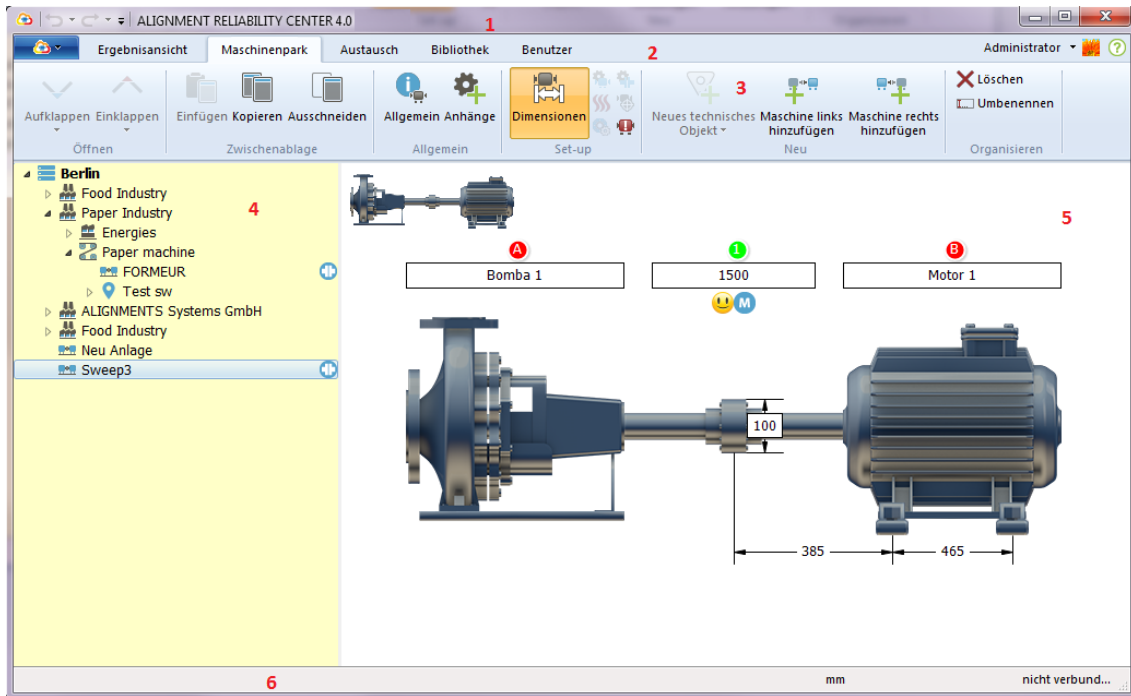 ALIGNMENT RELIABILITY CENTER 4.0
1
Ergebnisansicht Maschinenpark Austausch Bibliothek Benutzer
2
Administrator
?
Aufklappen Einklappen
Öffnen
Einfügen Kopieren Ausschneiden
Zwischenablage
Allgemein Anhänge
Allgemein
Dimensionen
Set-up
3
Neues technisches
Objekt
Maschine links
hinzufügen
Maschine rechts
hinzufügen
Neu
Löschen
Umbenennen
Organisieren
Berlin
Food Industry
Paper Industry
4
Energies
Paper machine
FORMEUR
Test sw
ALIGNMENTS Systems GmbH
Food Industry
Neu Anlage
Sweep3
5
A 1 B
Bomba 1 1500 Motor 1
M
100
385 465
6
mm nicht verbund...